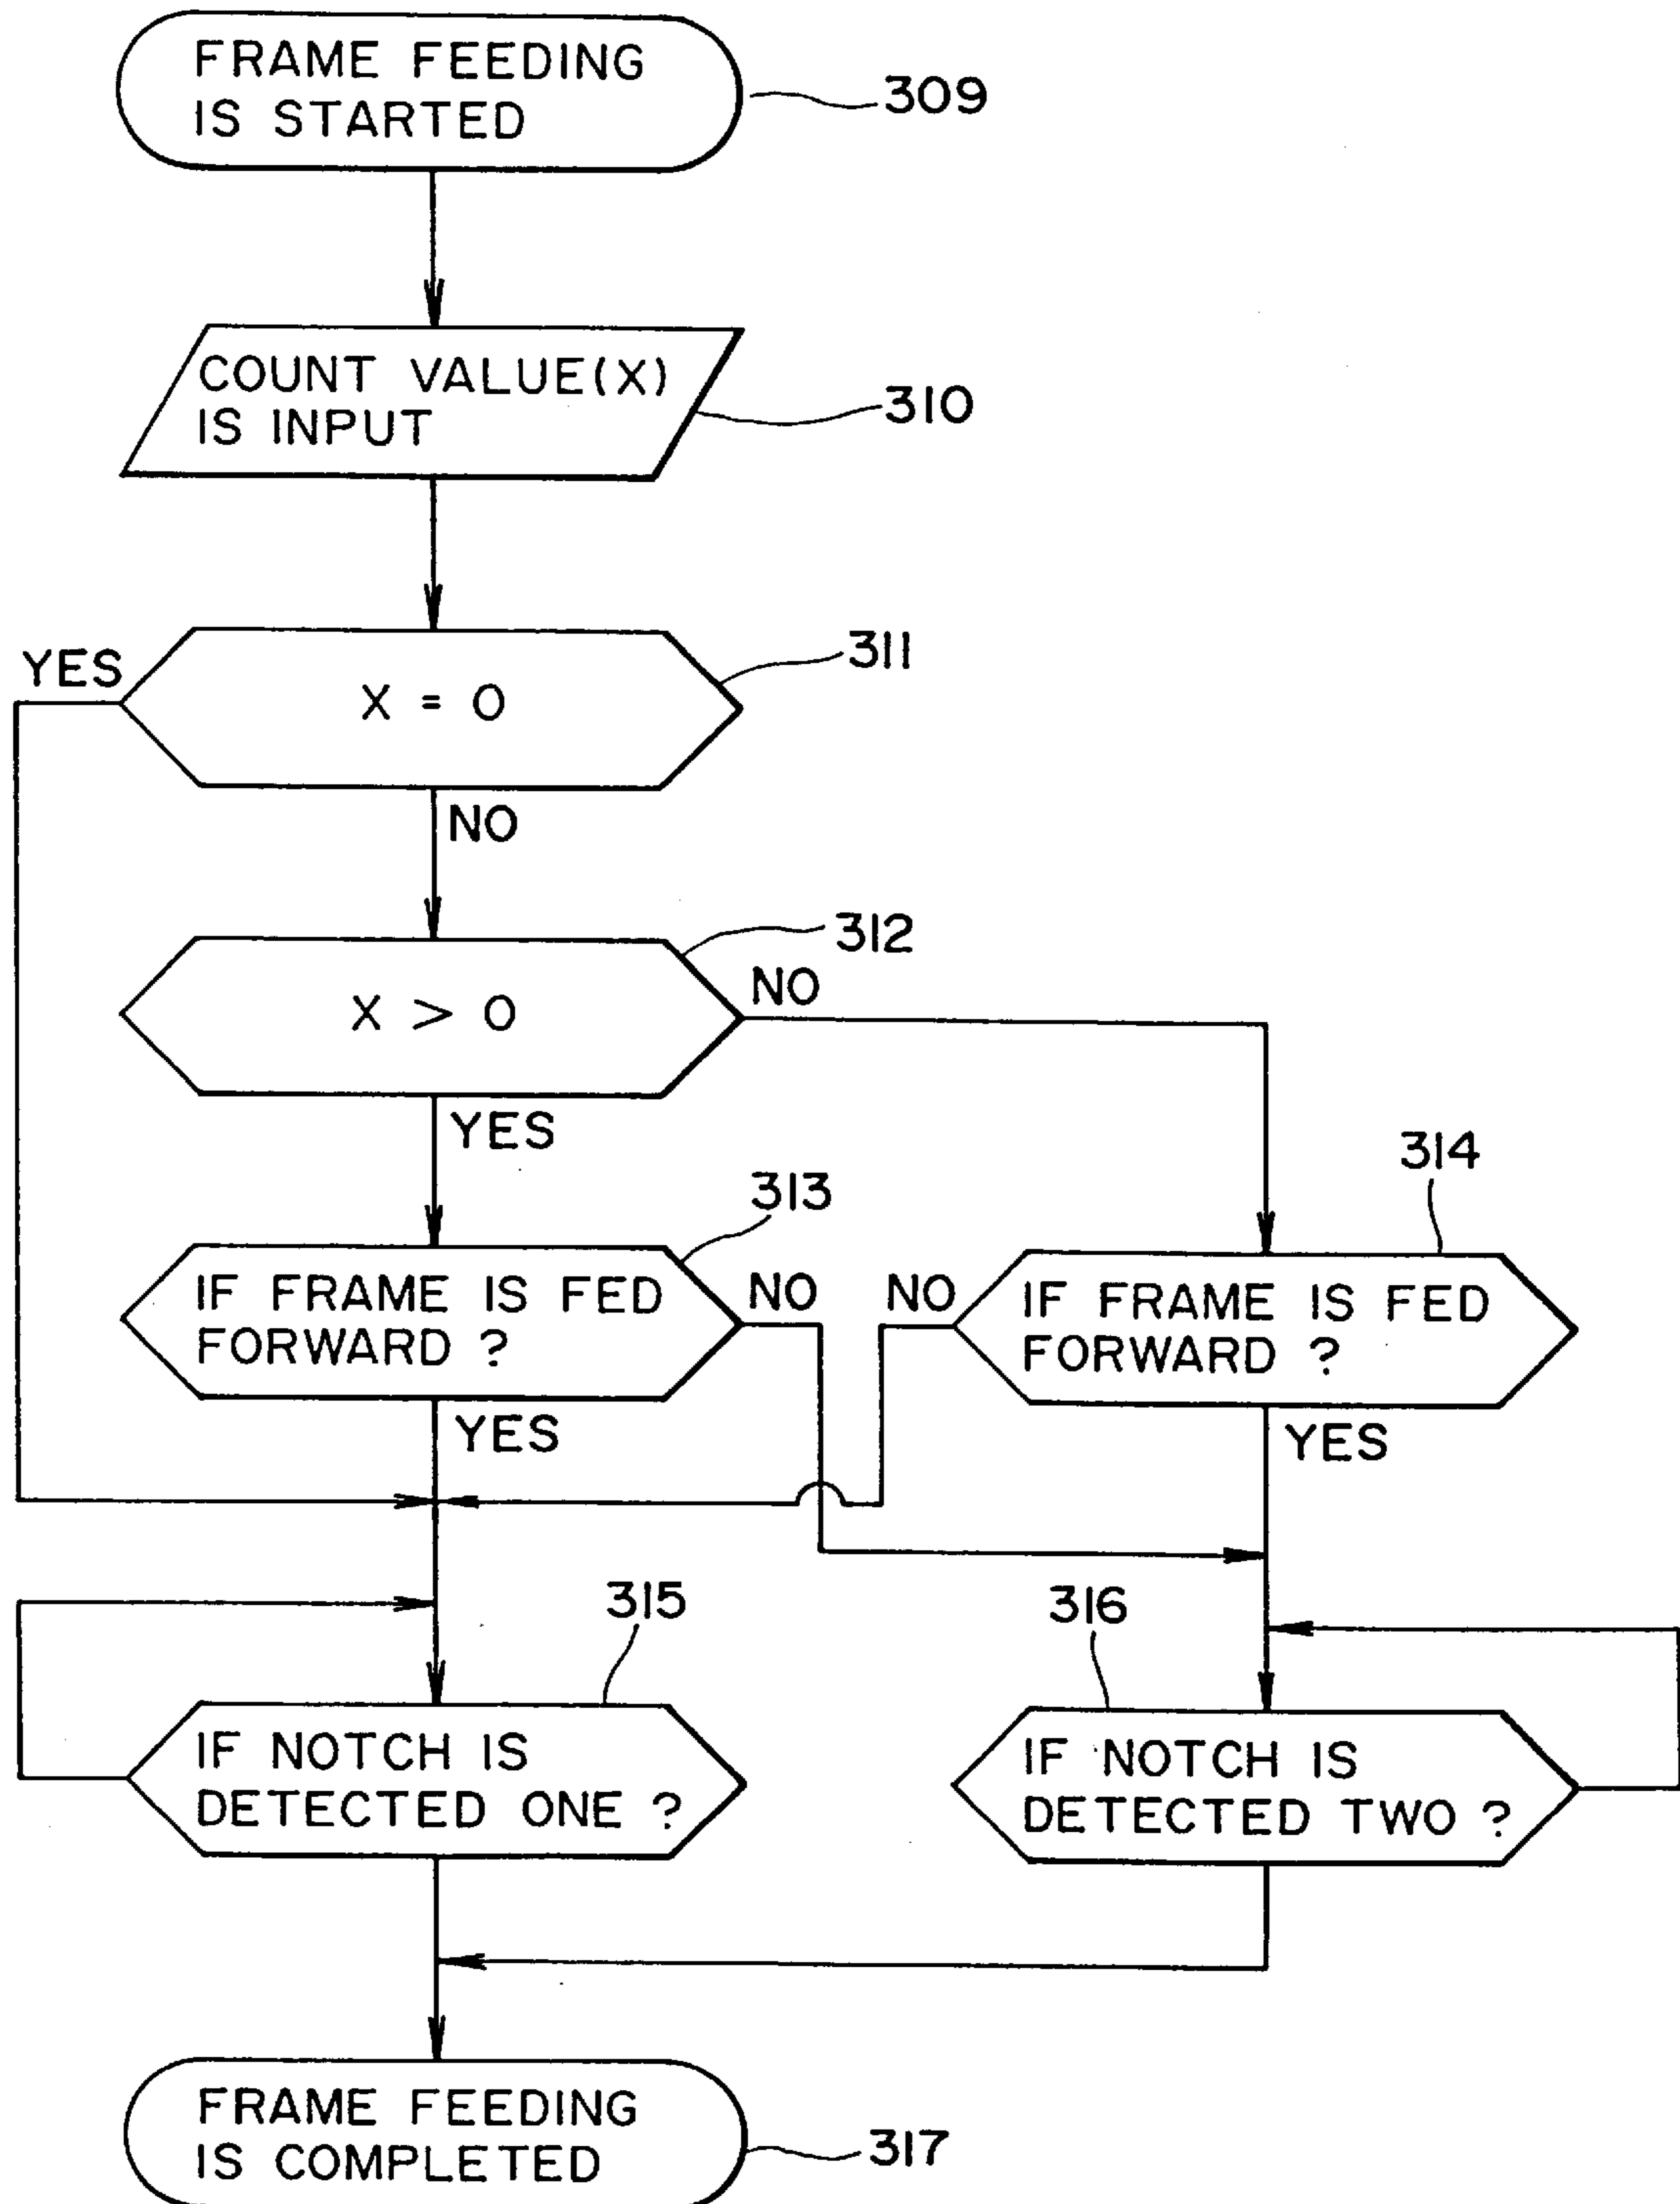 FRAME FEEDING
IS STARTED
309
COUNT VALUE(X)
IS INPUT
310
311
YES
X = 0
NO
312
X > 0
NO
YES
313
314
IF FRAME IS FED
FORWARD ?
NO
NO
IF FRAME IS FED
FORWARD ?
YES
YES
315
316
IF NOTCH IS
DETECTED ONE ?
IF NOTCH IS
DETECTED TWO ?
FRAME FEEDING
IS COMPLETED
317